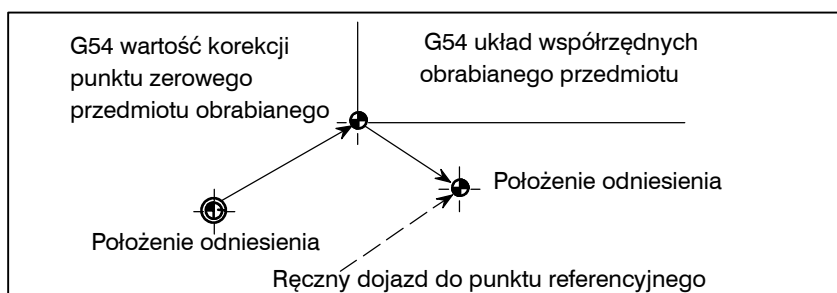 G54 wartość korekcji
punktu zerowego
przedmiotu obrabianego
G54 układ współrzędnych
obrabianego przedmiotu
Położenie odniesienia
Położenie odniesienia
Ręczny dojazd do punktu referencyjnego